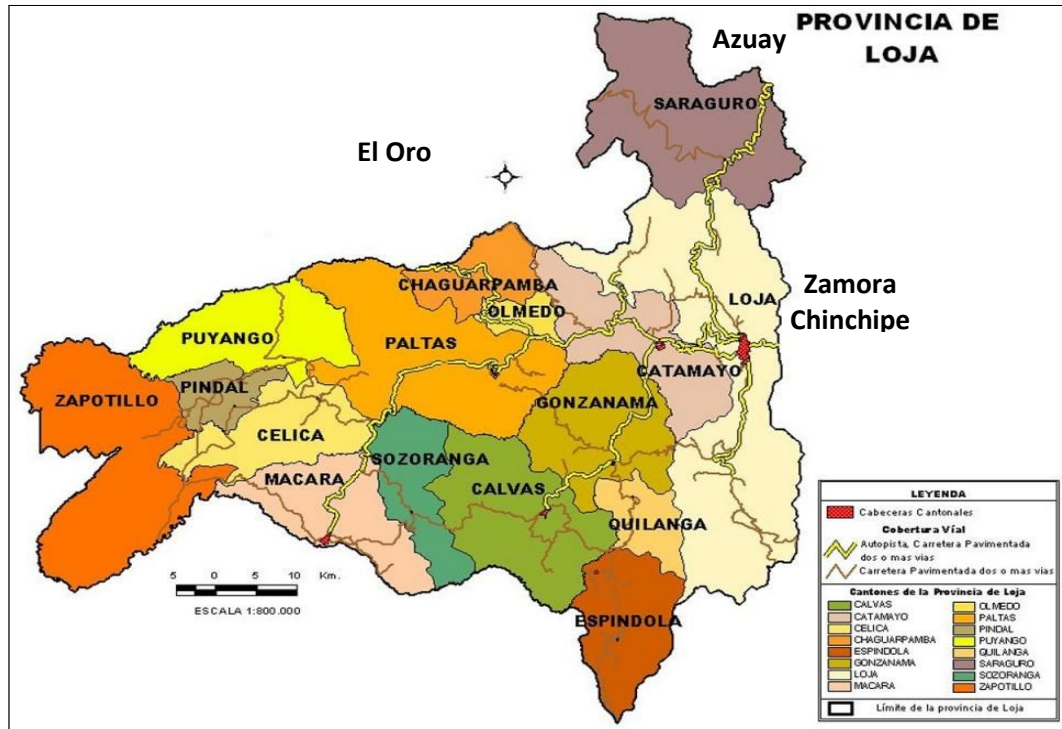 Azuay
PROVINCIA DE
LOJA
SARAGURO
El Oro
CHAGUARPAMBA
OLMEDO
LOJA
Zamora
Chinchipe
PUYANGO
PALTAS
CATAMAYO
PINDAL
ZAPOTILLO
GONZANAMA
CELICA
SOZORANGA
MACARA
CALVAS
QUILANGA
ESPINDOLA
5 0 5 10 Km.
ESCALA 1:800.000
LEYENDA
Cabeceras Cantonales
Cobertura Víal
Autopista, Carretera Pavimentada
dos o mas vias
Carretera Pavimentada dos o mas vias
Cantones de la Provincia de Loja
CALVAS
CATAMAYO
CELICA
CHAGUARPAMBA
ESPINDOLA
GONZANAMA
LOJA
MACARA
OLMEDO
PALTAS
PINDAL
PUYANGO
QUILANGA
SARAGURO
SOZORANGA
ZAPOTILLO
Límite de la provincia de Loja